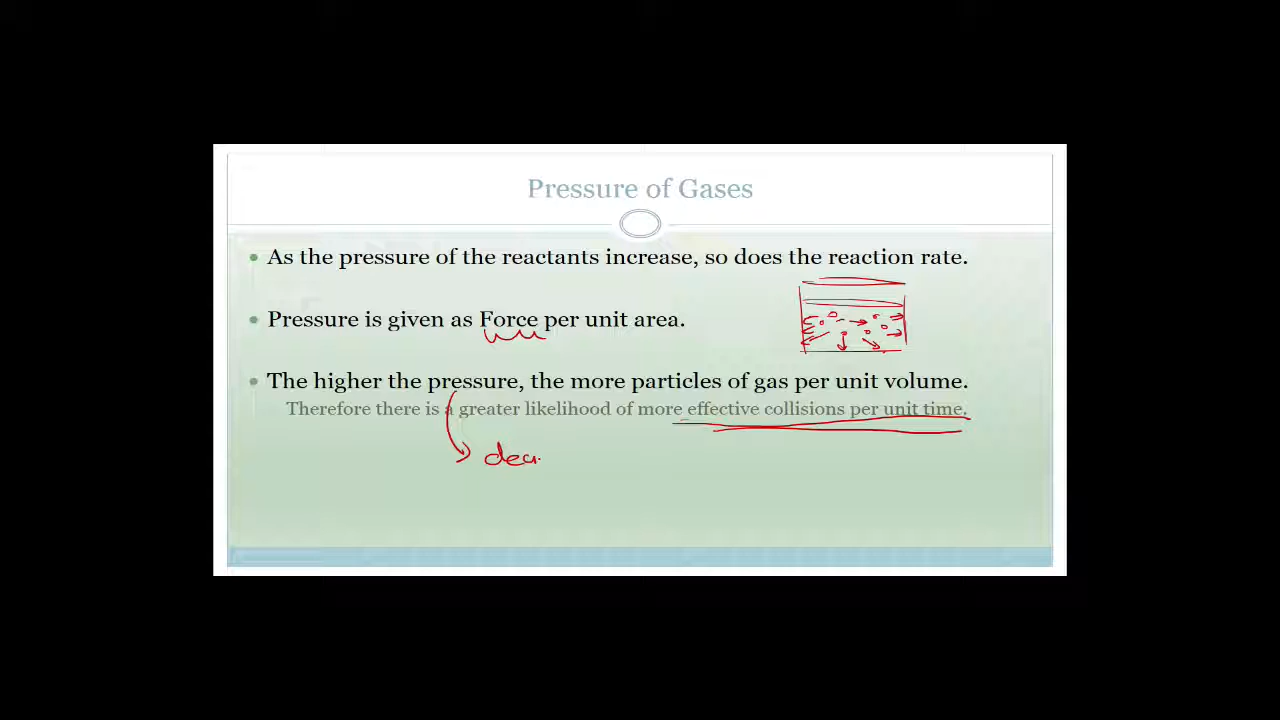 Pressure of Gases
As the pressure of the reactants increase, so does the reaction rate.
Pressure is given as Force per unit area.
The higher the pressure, the more particles of gas per unit volume.
Therefore there is a greater likelihood of more effective collisions per unit time.